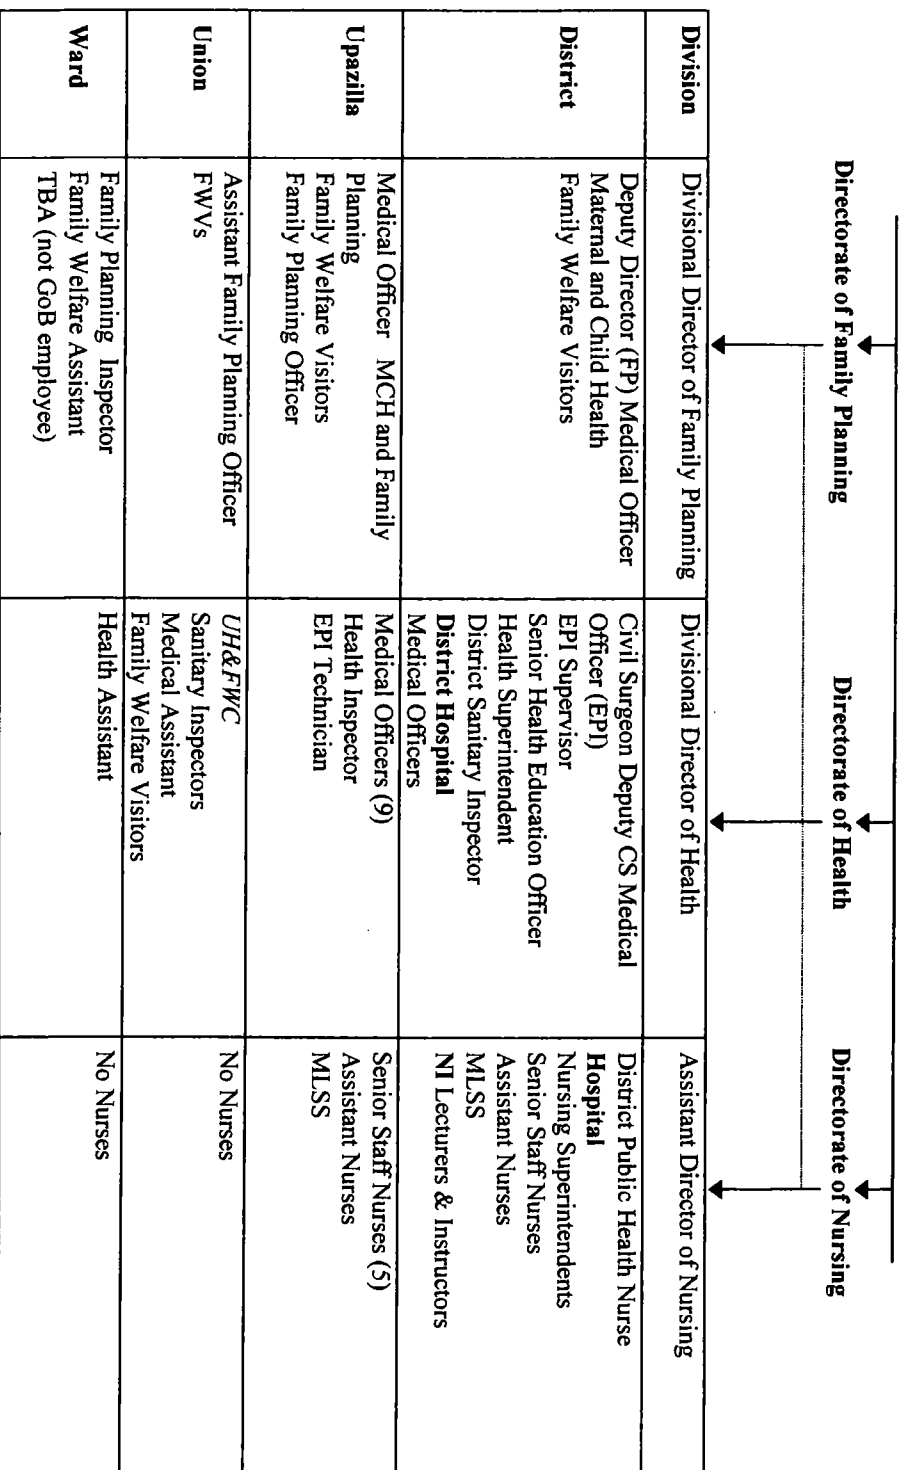 Directorate of Family Planning
Directorate of Health
Directorate of Nursing
Division
Divisional Director of Family Planning
Divisional Director of Health
Assistant Director of Nursing
District
Deputy Director (FP) Medical Officer
Maternal and Child Health
Family Welfare Visitors
Civil Surgeon Deputy CS Medical
Officer (EPI)
EPI Supervisor
Senior Health Education Officer
Health Superintendent
District Sanitary Inspector
District Hospital
Medical Officers
District Public Health Nurse
Hospital
Nursing Superintendents
Senior Staff Nurses
Assistant Nurses
MLSS
NI Lecturers & Instructors
Upazilla
Medical Officer MCH and Family
Planning
Family Welfare Visitors
Family Planning Officer
Medical Officers (9)
Health Inspector
EPI Technician
Senior Staff Nurses (5)
Assistant Nurses
MLSS
Union
Assistant Family Planning Officer
FWVs
UH&FWC
Sanitary Inspectors
Medical Assistant
Family Welfare Visitors
No Nurses
Ward
Family Planning Inspector
Family Welfare Assistant
TBA (not GoB employee)
Health Assistant
No Nurses